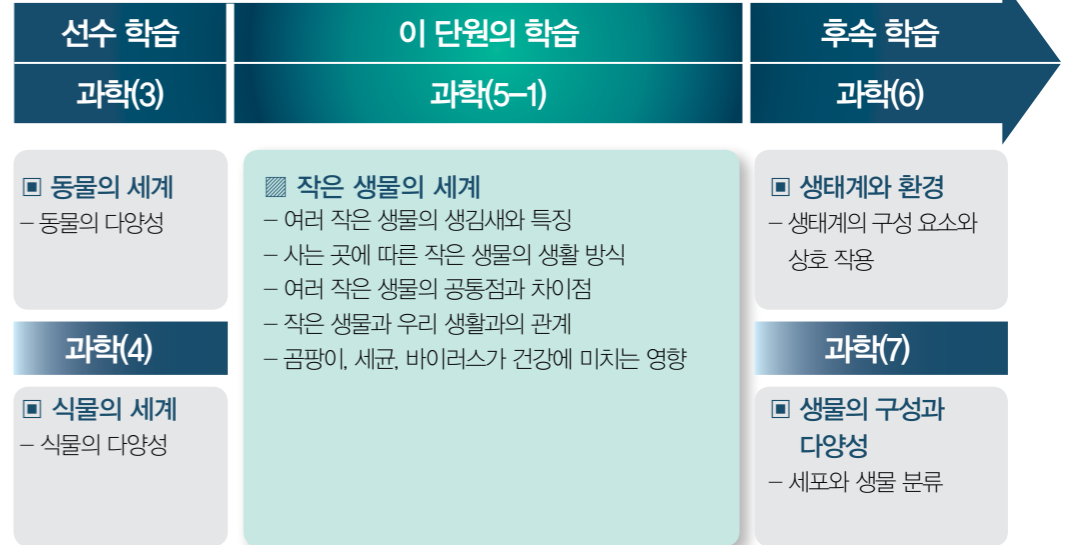 선수 학습
이 단원의 학습
후속 학습
과학(3)
과학(5–1)
과학(6)
▣ 동물의 세계
– 동물의 다양성
과학(4)
▣ 식물의 세계
– 식물의 다양성
▨ 작은 생물의 세계
– 여러 작은 생물의 생김새와 특징
– 사는 곳에 따른 작은 생물의 생활 방식
– 여러 작은 생물의 공통점과 차이점
– 작은 생물과 우리 생활과의 관계
– 곰팡이, 세균, 바이러스가 건강에 미치는 영향
▣ 생태계와 환경
– 생태계의 구성 요소와
상호 작용
과학(7)
▣ 생물의 구성과
다양성
– 세포와 생물 분류